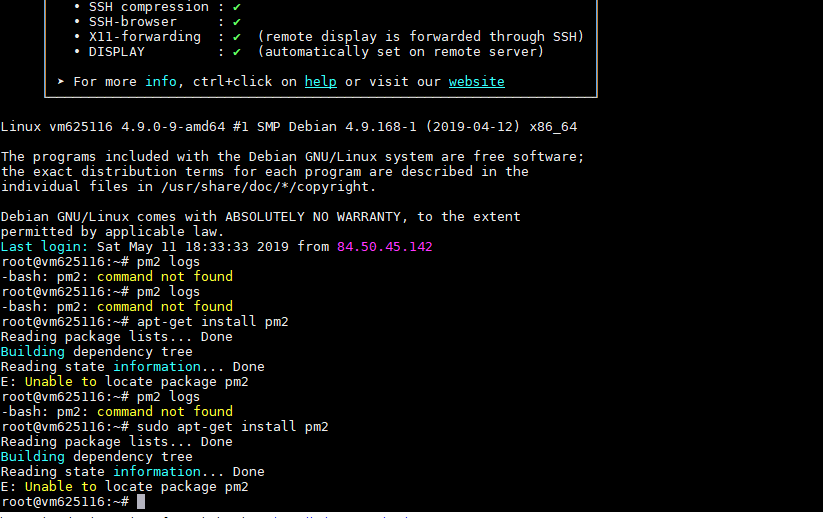 • SSH compression : ✔
• SSH-browser : ✔
• X11-forwarding : ✔ (remote display is forwarded through SSH)
• DISPLAY : ✔ (automatically set on remote server)
➤ For more info, ctrl+click on help or visit our website
Linux vm625116 4.9.0-9-amd64 #1 SMP Debian 4.9.168-1 (2019-04-12) x86_64
The programs included with the Debian GNU/Linux system are free software;
the exact distribution terms for each program are described in the
individual files in /usr/share/doc/*/copyright.
Debian GNU/Linux comes with ABSOLUTELY NO WARRANTY, to the extent
permitted by applicable law.
Last login: Sat May 11 18:33:33 2019 from 84.50.45.142
root@vm625116:~# pm2 logs
-bash: pm2: command not found
root@vm625116:~# pm2 logs
-bash: pm2: command not found
root@vm625116:~# apt-get install pm2
Reading package lists... Done
Building dependency tree
Reading state information... Done
E: Unable to locate package pm2
root@vm625116:~# pm2 logs
-bash: pm2: command not found
root@vm625116:~# sudo apt-get install pm2
Reading package lists... Done
Building dependency tree
Reading state information... Done
E: Unable to locate package pm2
root@vm625116:~#